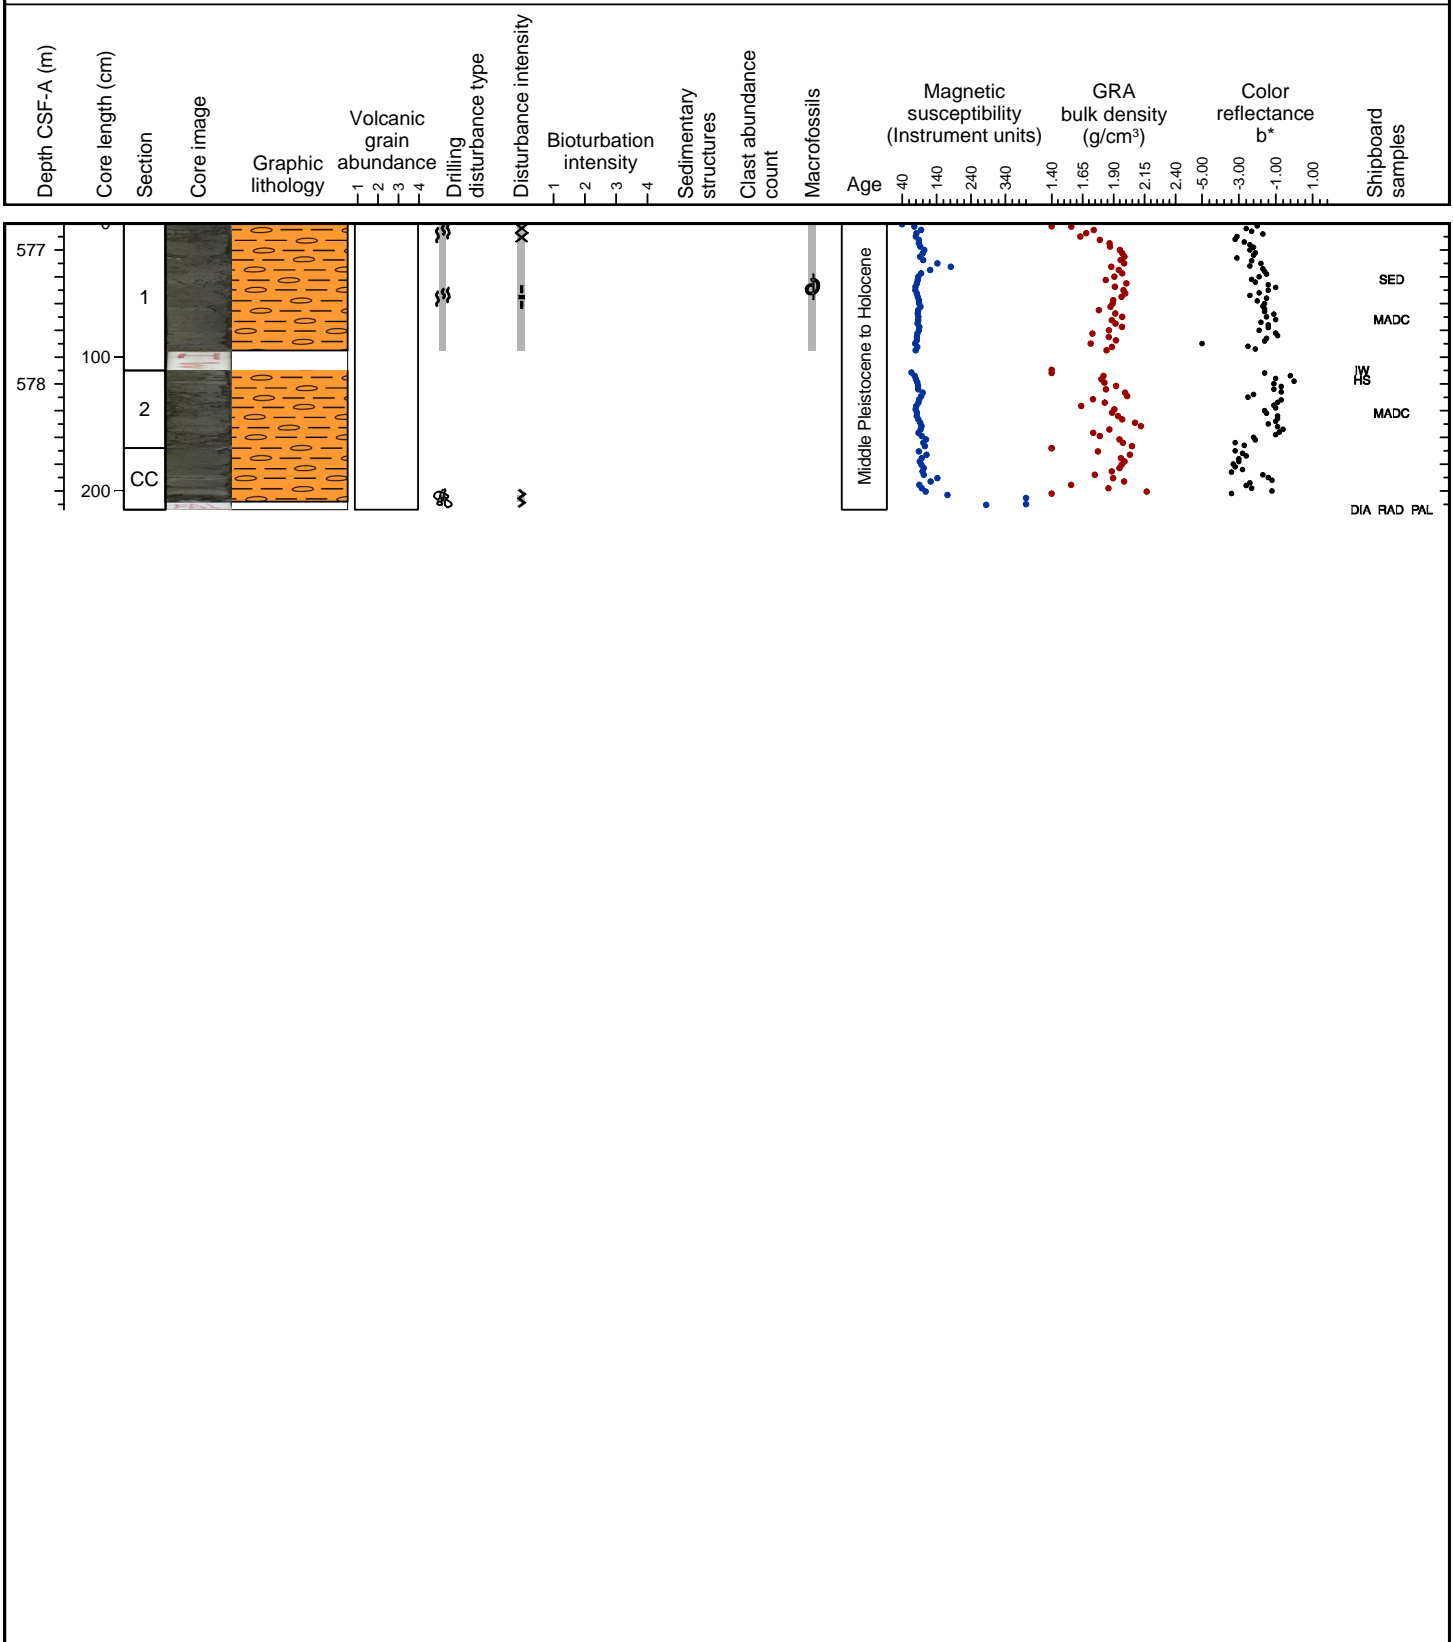 Depth CSF-A (m)
Core length (cm)
Section
Core image
Graphic
lithology
Volcanic
grain
abundance
1 2 3 4
Drilling
disturbance type
Disturbance intensity
Bioturbation
intensity
1 2 3 4
Sedimentary
structures
Clast abundance
count
Macrofossils
Age
Magnetic
susceptibility
(Instrument units)
40 140 240 340
GRA
bulk density
(g/cm³)
1.40 1.65 1.90 2.15 2.40
Color
reflectance
b*
-5.00 -3.00 -1.00 1.00
Shipboard
samples
577
578
0
100
200
1
2
CC
Middle Pleistocene to Holocene
SED
MADC
IW
HS
MADC
DIA RAD PAL